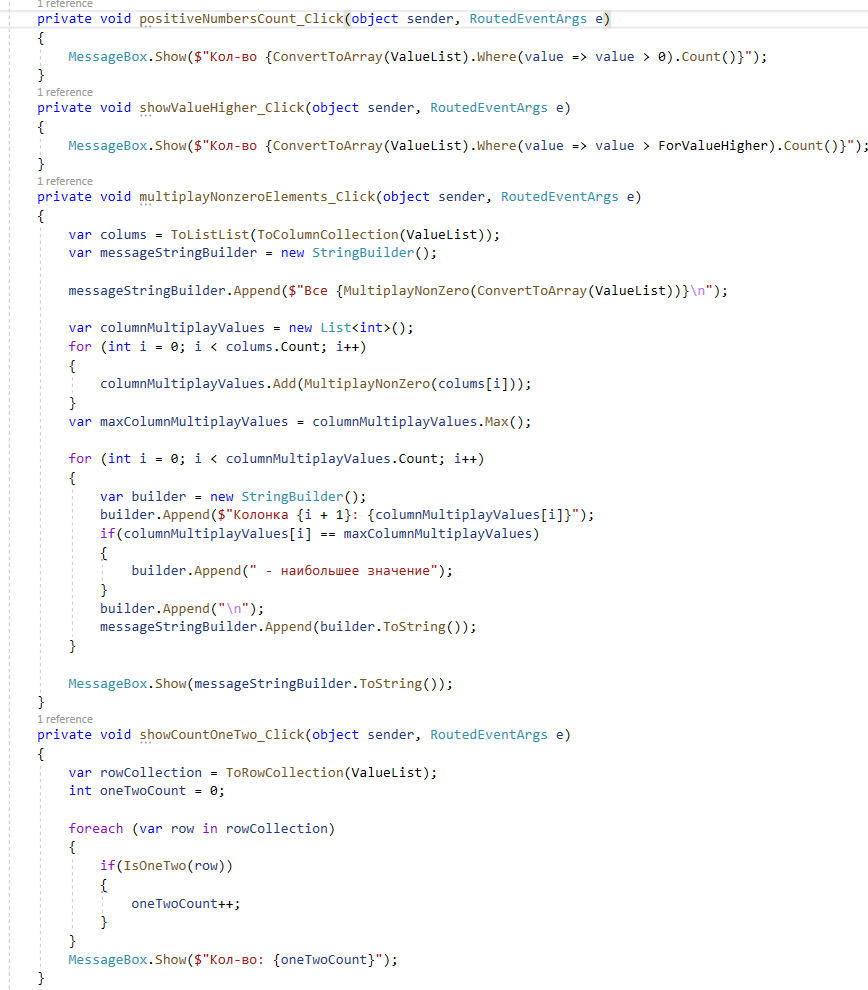 1 reference
private void positiveNumbersCount_Click(object sender, RoutedEventArgs e)
{
    MessageBox.Show($"Кол-во {ConvertToArray(ValueList).Where(value => value > 0).Count()}");
}
1 reference
private void showValueHigher_Click(object sender, RoutedEventArgs e)
{
    MessageBox.Show($"Кол-во {ConvertToArray(ValueList).Where(value => value > ForValueHigher).Count()}");
}
1 reference
private void multiplayNonzeroElements_Click(object sender, RoutedEventArgs e)
{
    var colums = ToListList(ToColumnCollection(ValueList));
    var messageStringBuilder = new StringBuilder();

    messageStringBuilder.Append($"Все {MultiplayNonZero(ConvertToArray(ValueList))}\n");

    var columnMultiplayValues = new List<int>();
    for (int i = 0; i < colums.Count; i++)
    {
        columnMultiplayValues.Add(MultiplayNonZero(colums[i]));
    }
    var maxColumnMultiplayValues = columnMultiplayValues.Max();

    for (int i = 0; i < columnMultiplayValues.Count; i++)
    {
        var builder = new StringBuilder();
        builder.Append($"Колонка {i + 1}: {columnMultiplayValues[i]}");
        if(columnMultiplayValues[i] == maxColumnMultiplayValues)
        {
            builder.Append(" - наибольшее значение");
        }
        builder.Append("\n");
        messageStringBuilder.Append(builder.ToString());
    }

    MessageBox.Show(messageStringBuilder.ToString());
}
1 reference
private void showCountOneTwo_Click(object sender, RoutedEventArgs e)
{
    var rowCollection = ToRowCollection(ValueList);
    int oneTwoCount = 0;

    foreach (var row in rowCollection)
    {
        if(IsOneTwo(row))
        {
            oneTwoCount++;
        }
    }
    MessageBox.Show($"Кол-во: {oneTwoCount}");
}